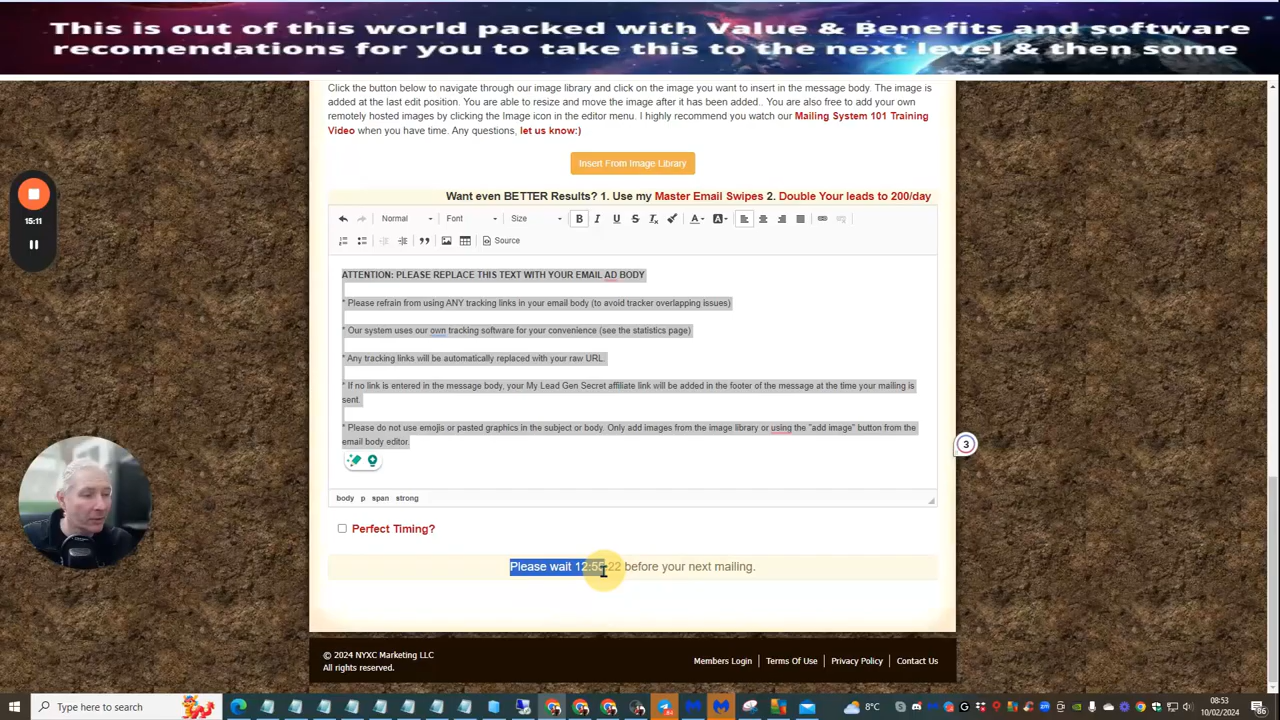 This is out of this world packed with Value & Benefits and software
recomendations for you to take this to the next level & then some
Click the button below to navigate through our image library and click on the image you want to insert in the message body. The image is
added at the last edit position. You are able to resize and move the image after it has been added.. You are also free to add your own
remotely hosted images by clicking the Image icon in the editor menu. I highly recommend you watch our Mailing System 101 Training
Video when you have time. Any questions, let us know:)
Insert From Image Library
15:11
Want even BETTER Results? 1. Use my Master Email Swipes 2. Double Your leads to 200/day
Normal Font Size B I U S Tx A A
Source
ATTENTION: PLEASE REPLACE THIS TEXT WITH YOUR EMAIL AD BODY
* Please refrain from using ANY tracking links in your email body (to avoid tracker overlapping issues)
* Our system uses our own tracking software for your convenience (see the statistics page)
* Any tracking links will be automatically replaced with your raw URL.
* If no link is entered in the message body, your My Lead Gen Secret affiliate link will be added in the footer of the message at the time your mailing is
sent.
* Please do not use emojis or pasted graphics in the subject or body. Only add images from the image library or using the "add image" button from the
email body editor.
3
body p span strong
Perfect Timing?
Please wait 12:55:22 before your next mailing.
© 2024 NYXC Marketing LLC
All rights reserved.
Members Login Terms Of Use Privacy Policy Contact Us
Type here to search
8°C
08:53
10/02/2024